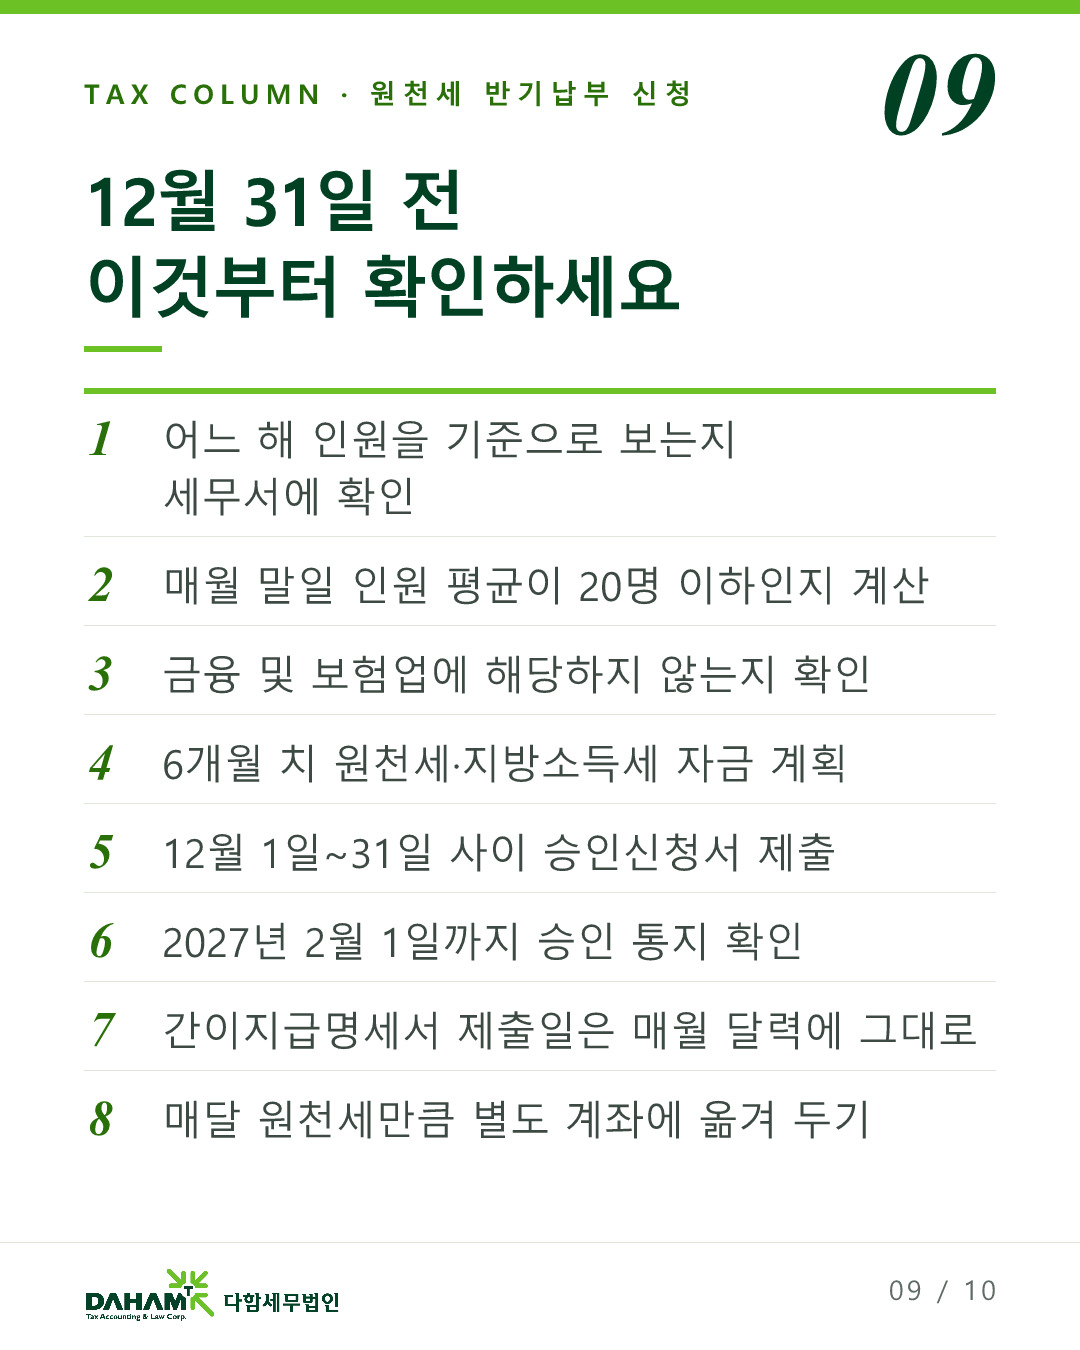 TAX COLUMN · 원천세 반기납부 신청
09
12월 31일 전
이것부터 확인하세요
1 어느 해 인원을 기준으로 보는지
세무서에 확인
2 매월 말일 인원 평균이 20명 이하인지 계산
3 금융 및 보험업에 해당하지 않는지 확인
4 6개월 치 원천세·지방소득세 자금 계획
5 12월 1일~31일 사이 승인신청서 제출
6 2027년 2월 1일까지 승인 통지 확인
7 간이지급명세서 제출일은 매월 달력에 그대로
8 매달 원천세만큼 별도 계좌에 옮겨 두기
DAHAM T 다함세무법인
Tax Accounting & Law Corp.
09 / 10